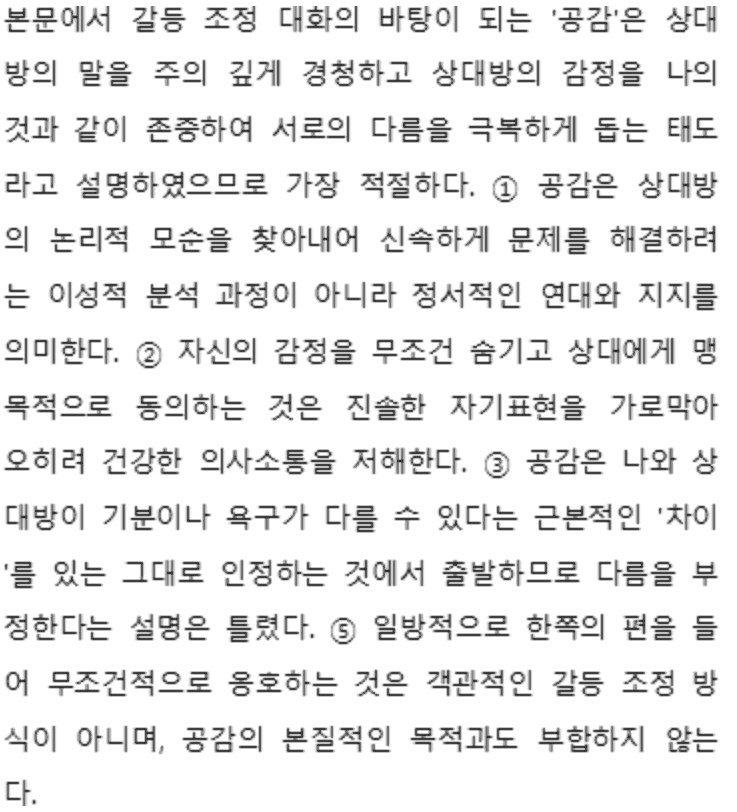 본문에서 갈등 조정 대화의 바탕이 되는 '공감'은 상대
방의 말을 주의 깊게 경청하고 상대방의 감정을 나의
것과 같이 존중하여 서로의 다름을 극복하게 돕는 태도
라고 설명하였으므로 가장 적절하다. ① 공감은 상대방
의 논리적 모순을 찾아내어 신속하게 문제를 해결하려
는 이성적 분석 과정이 아니라 정서적인 연대와 지지를
의미한다. ② 자신의 감정을 무조건 숨기고 상대에게 맹
목적으로 동의하는 것은 진솔한 자기표현을 가로막아
오히려 건강한 의사소통을 저해한다. ③ 공감은 나와 상
대방이 기분이나 욕구가 다를 수 있다는 근본적인 '차이
'를 있는 그대로 인정하는 것에서 출발하므로 다름을 부
정한다는 설명은 틀렸다. ⑤ 일방적으로 한쪽의 편을 들
어 무조건적으로 옹호하는 것은 객관적인 갈등 조정 방
식이 아니며, 공감의 본질적인 목적과도 부합하지 않는
다.